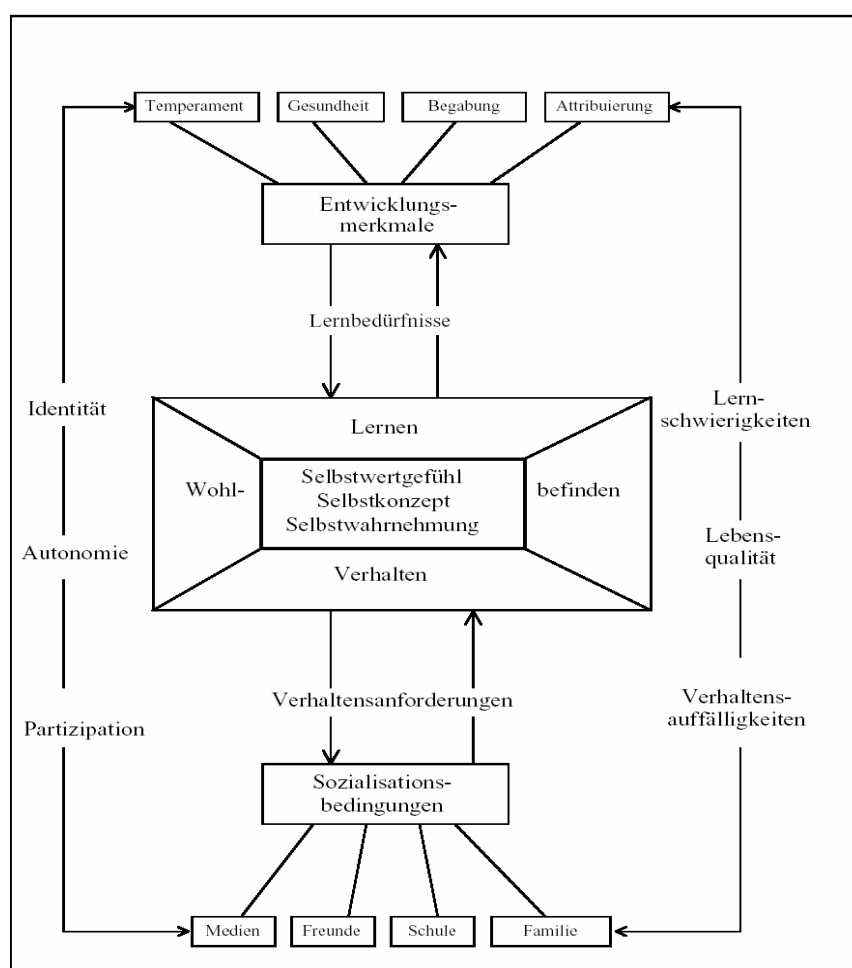 Temperament
Gesundheit
Begabung
Attribuierung
Entwicklungs-
merkmale
Lernbedürfnisse
Identität
Lern-
schwierigkeiten
Lernen
Wohl-
Selbstwertgefühl
Selbstkonzept
Selbstwahrnehmung
befinden
Autonomie
Lebens-
qualität
Verhalten
Verhaltensanforderungen
Partizipation
Verhaltens-
auffälligkeiten
Sozialisations-
bedingungen
Medien
Freunde
Schule
Familie